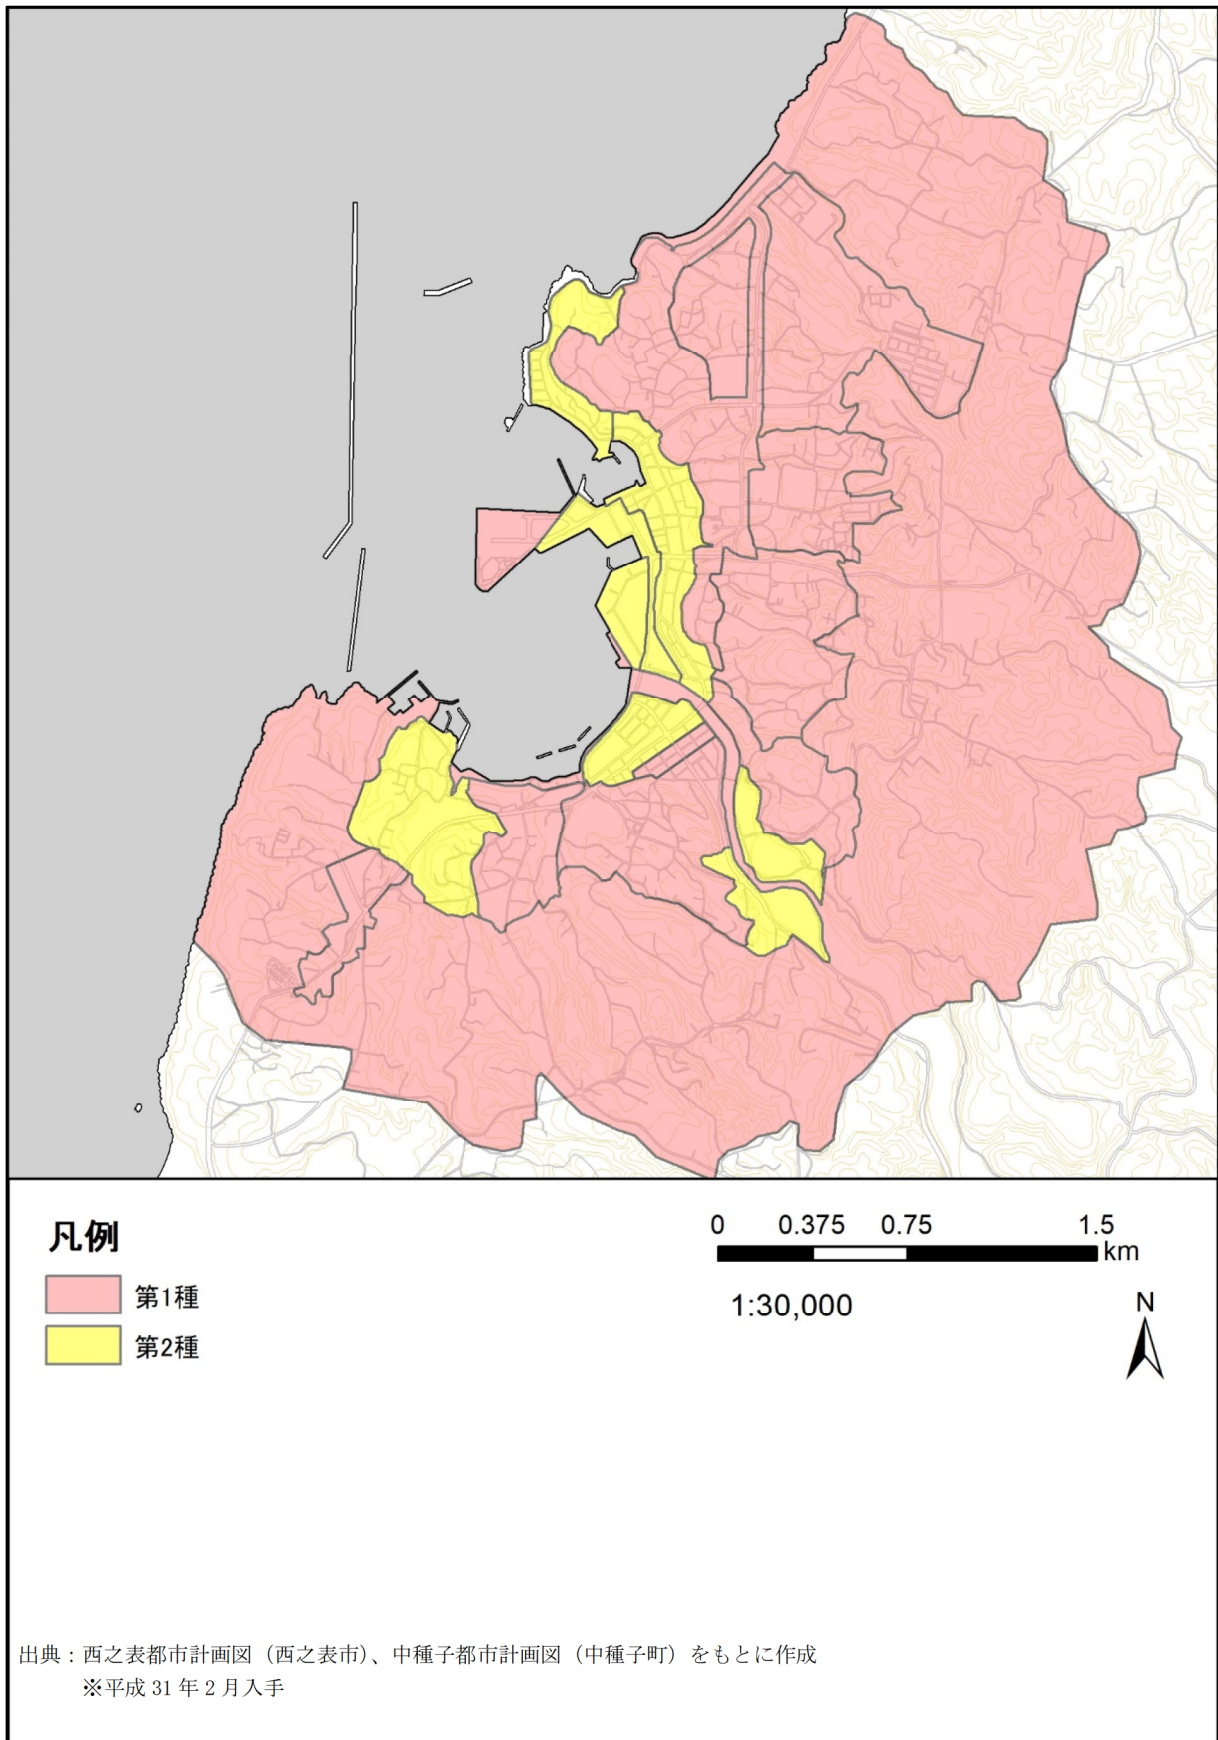 凡例
第1種
第2種
0 0.375 0.75 1.5
km
1:30,000
N
出典：西之表都市計画図（西之表市）、中種子都市計画図（中種子町）をもとに作成
※平成 31 年 2 月入手